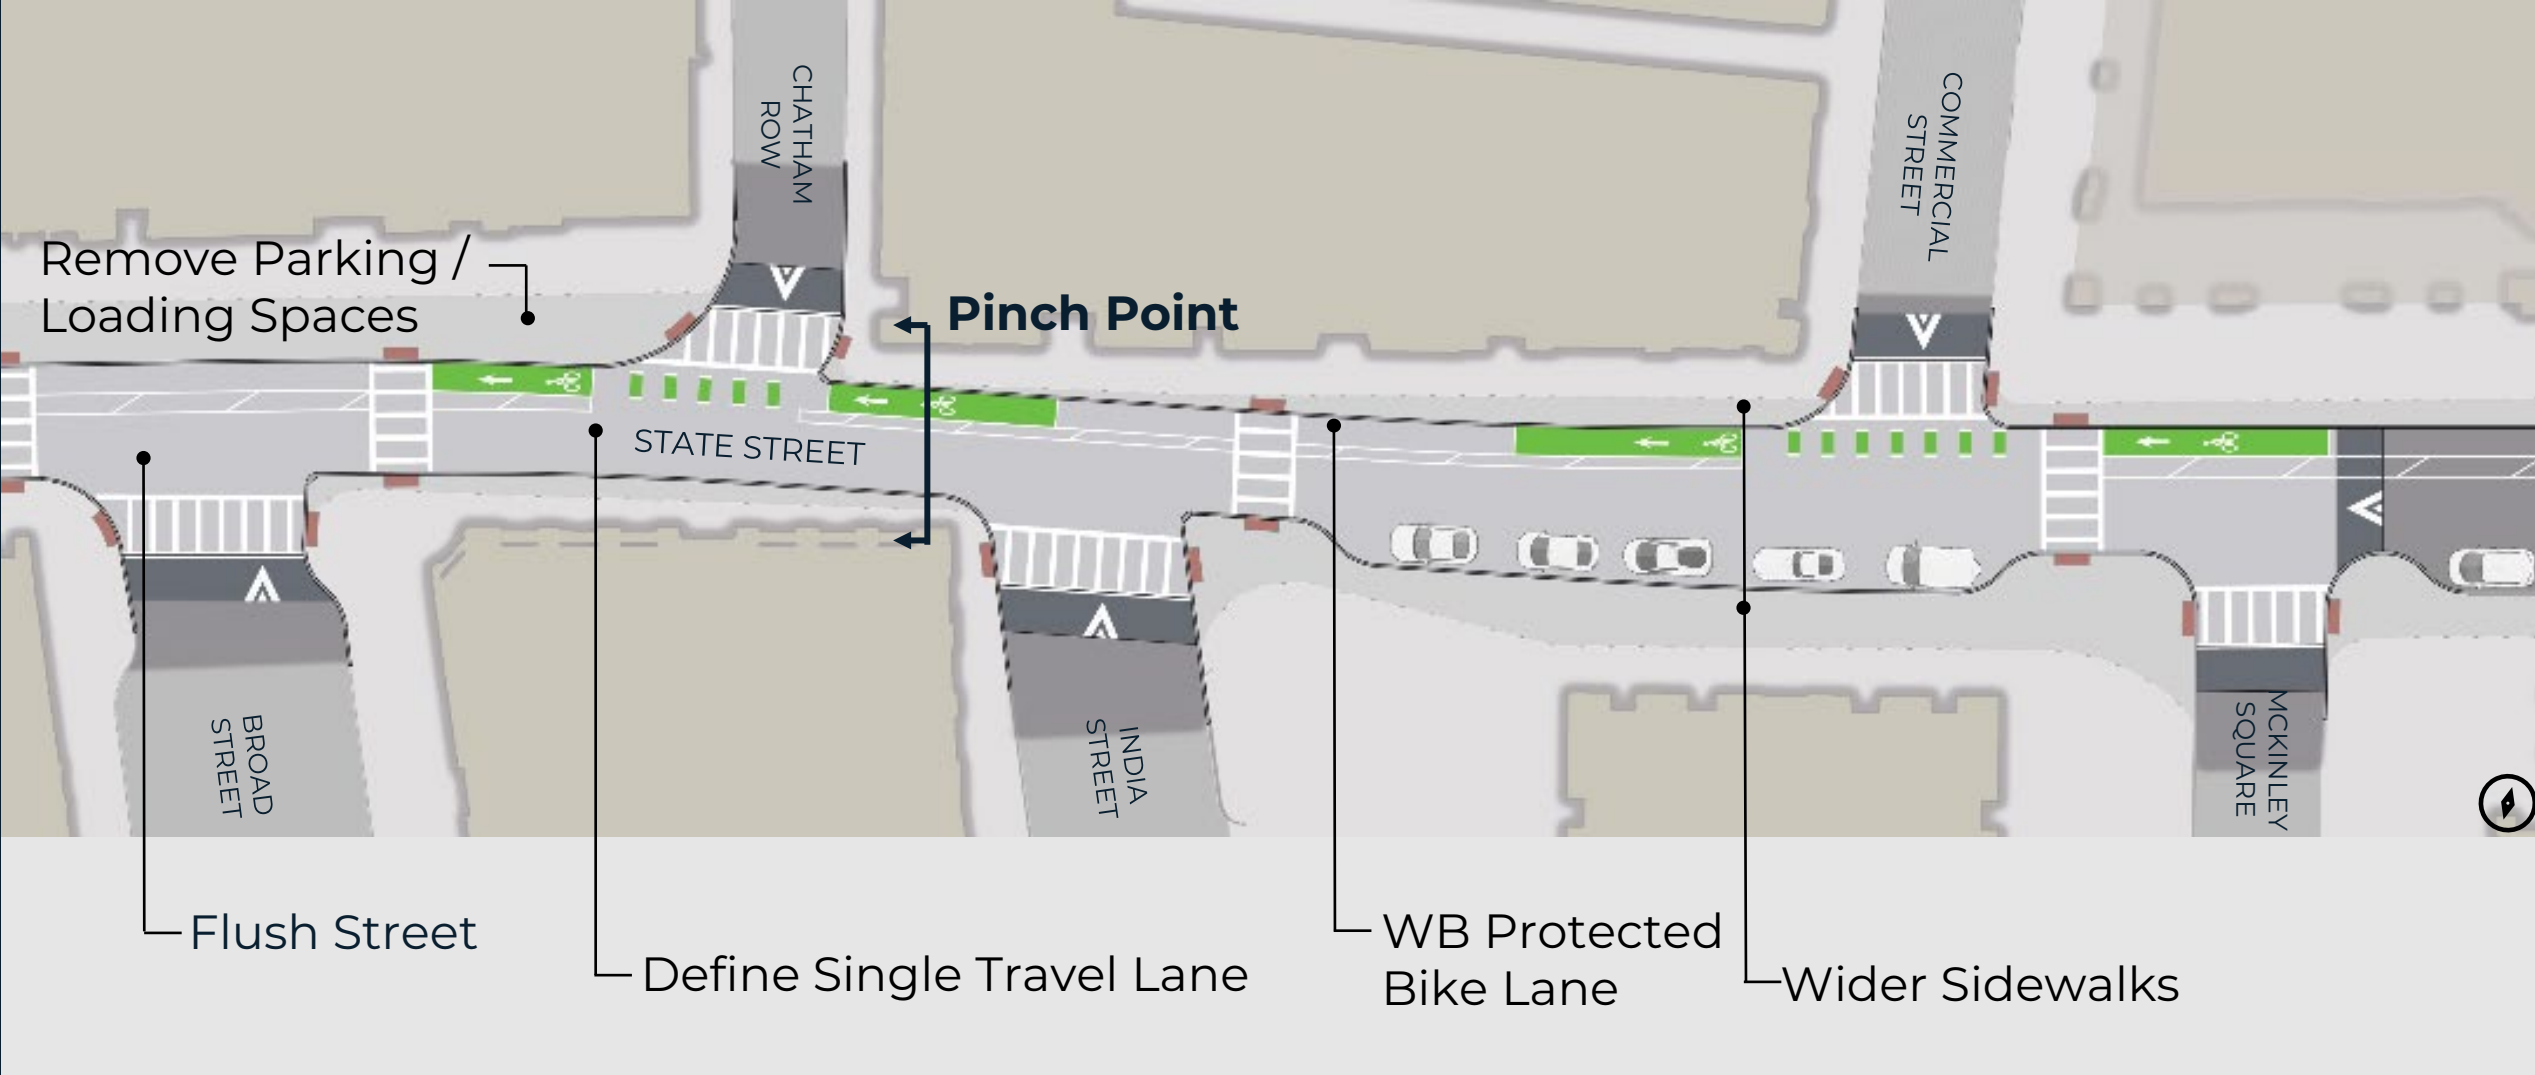 CHATHAM
ROW
COMMERCIAL
STREET
Remove Parking /
Loading Spaces
Pinch Point
STATE STREET
BROAD
STREET
INDIA
STREET
MCKINLEY
SQUARE
Flush Street
Define Single Travel Lane
WB Protected
Bike Lane
Wider Sidewalks